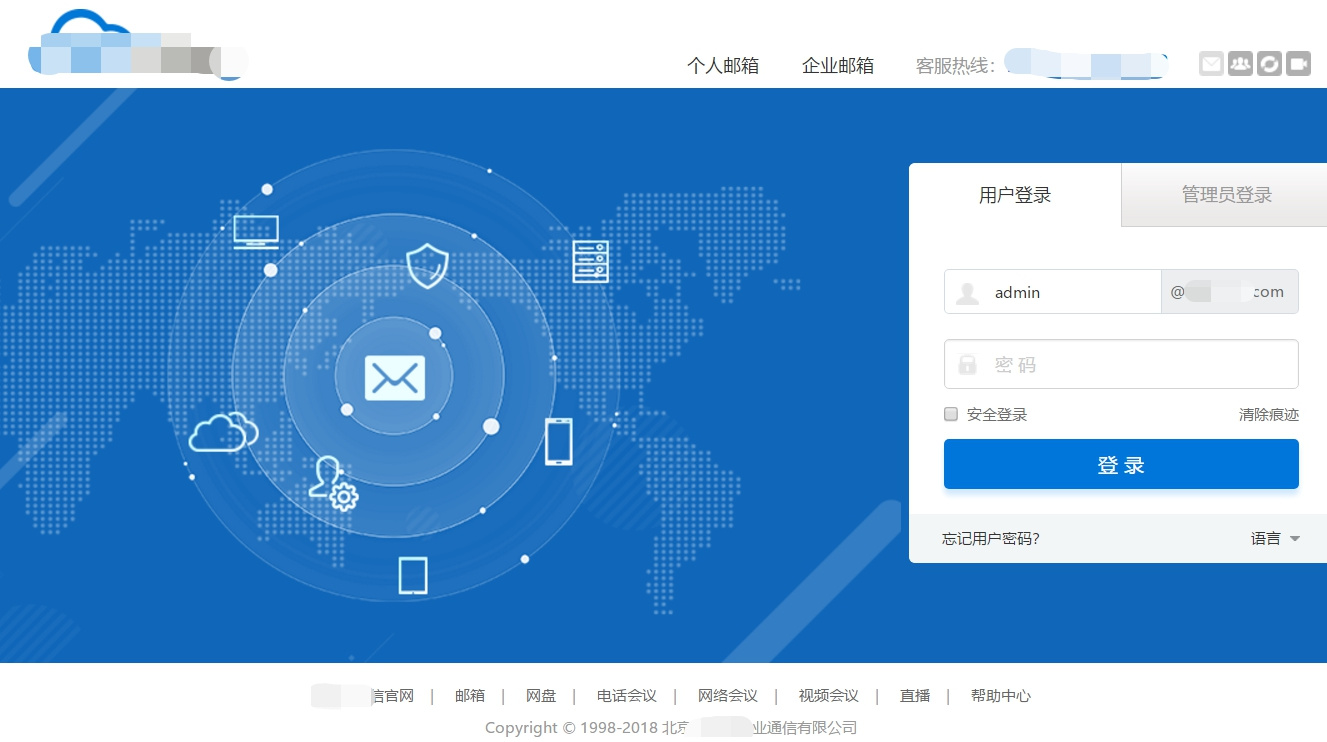 个人邮箱 企业邮箱 客服热线：
用户登录 管理员登录
admin @ com
密 码
安全登录 清除痕迹
登 录
忘记用户密码? 语言
信官网 | 邮箱 | 网盘 | 电话会议 | 网络会议 | 视频会议 | 直播 | 帮助中心
Copyright © 1998-2018 北京 业通信有限公司